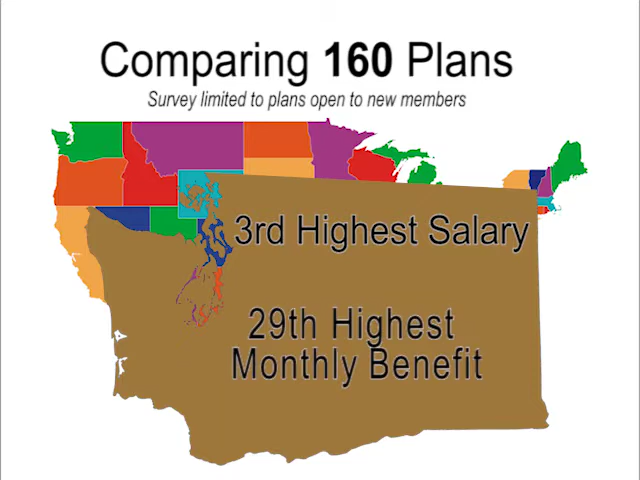 Comparing 160 Plans
Survey limited to plans open to new members
3rd Highest Salary
29th Highest
Monthly Benefit